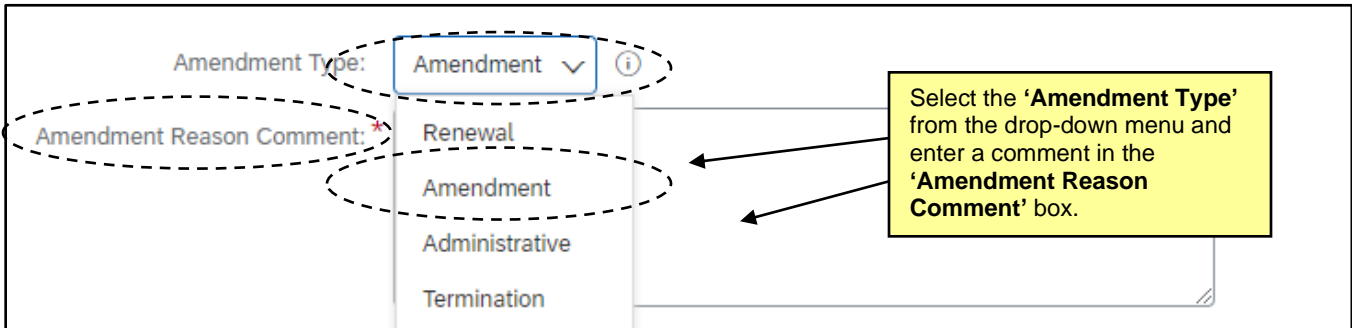 Amendment Type:
Amendment
Amendment Reason Comment: *
Renewal
Amendment
Administrative
Termination
Select the ‘Amendment Type’
from the drop-down menu and
enter a comment in the
‘Amendment Reason
Comment’ box.